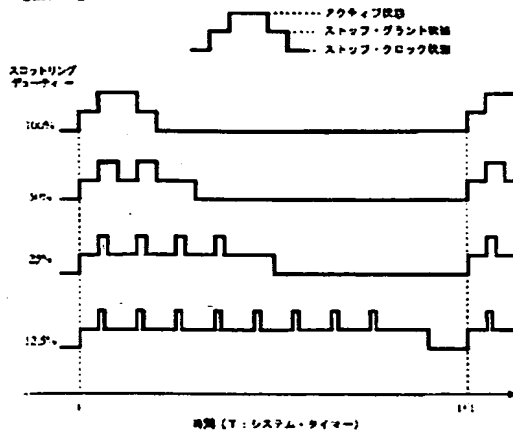 アクティブ状態
ストップ・グラント状態
ストップ・クロック状態
スロットリング
デューティー
100%
50%
25%
12.5%
時間 (T : システム・タイマー)